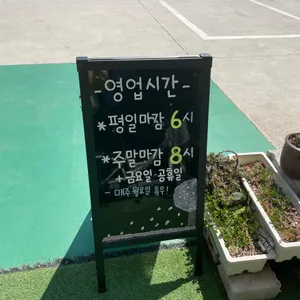 -영업시간-
*평일마감 6시
*주말마감 8시
+금요일·공휴일
-매주 월요일 휴무!